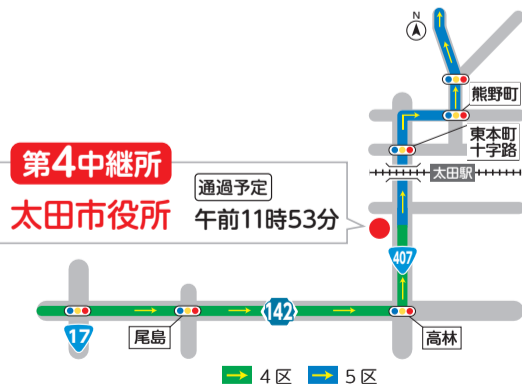 N
熊野町
東本町
十字路
第4中継所
太田駅
通過予定
太田市役所
午前11時53分
407
142
17
尾島
高林
4区
5区